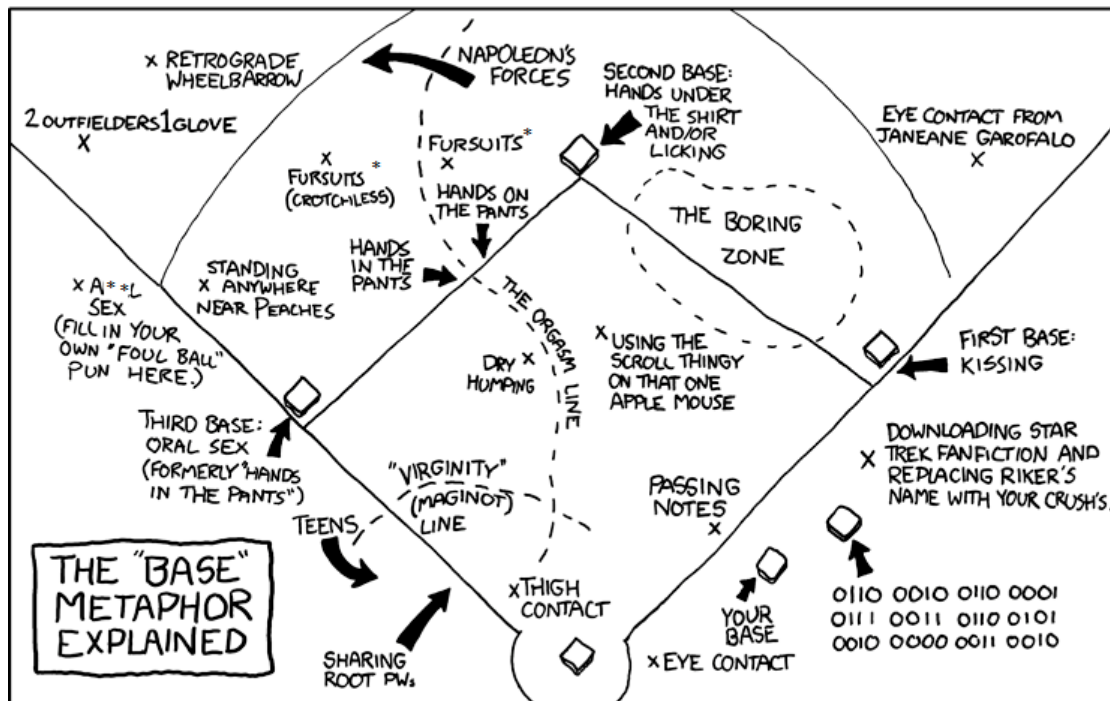 RETROGRADE
WHEELBARROW
NAPOLEON'S
FORCES
SECOND BASE:
HANDS UNDER
THE SHIRT
AND/OR
LICKING
2 OUTFIELDERS 1 GLOVE
EYE CONTACT FROM
JANEANE GAROFALO
FURSUITS*
FURSUITS*
(CROTCHLESS)
HANDS ON
THE PANTS
THE BORING
ZONE
HANDS
IN THE
PANTS
STANDING
ANYWHERE
NEAR PEACHES
A**L
SEX
(FILL IN YOUR
OWN "FOUL BALL"
PUN HERE.)
THE ORGASM LINE
DRY
HUMPING
USING THE
SCROLL THINGY
ON THAT ONE
APPLE MOUSE
FIRST BASE:
KISSING
THIRD BASE:
ORAL SEX
(FORMERLY "HANDS
IN THE PANTS")
DOWNLOADING STAR
TREK FANFICTION AND
REPLACING RIKER'S
NAME WITH YOUR CRUSH'S.
"VIRGINITY"
(MAGINOT)
LINE
PASSING
NOTES
TEENS
THE "BASE"
METAPHOR
EXPLAINED
THIGH
CONTACT
SHARING
ROOT PWs
YOUR
BASE
EYE CONTACT
0110 0010 0110 0001
0111 0011 0110 0101
0010 0000 0011 0010